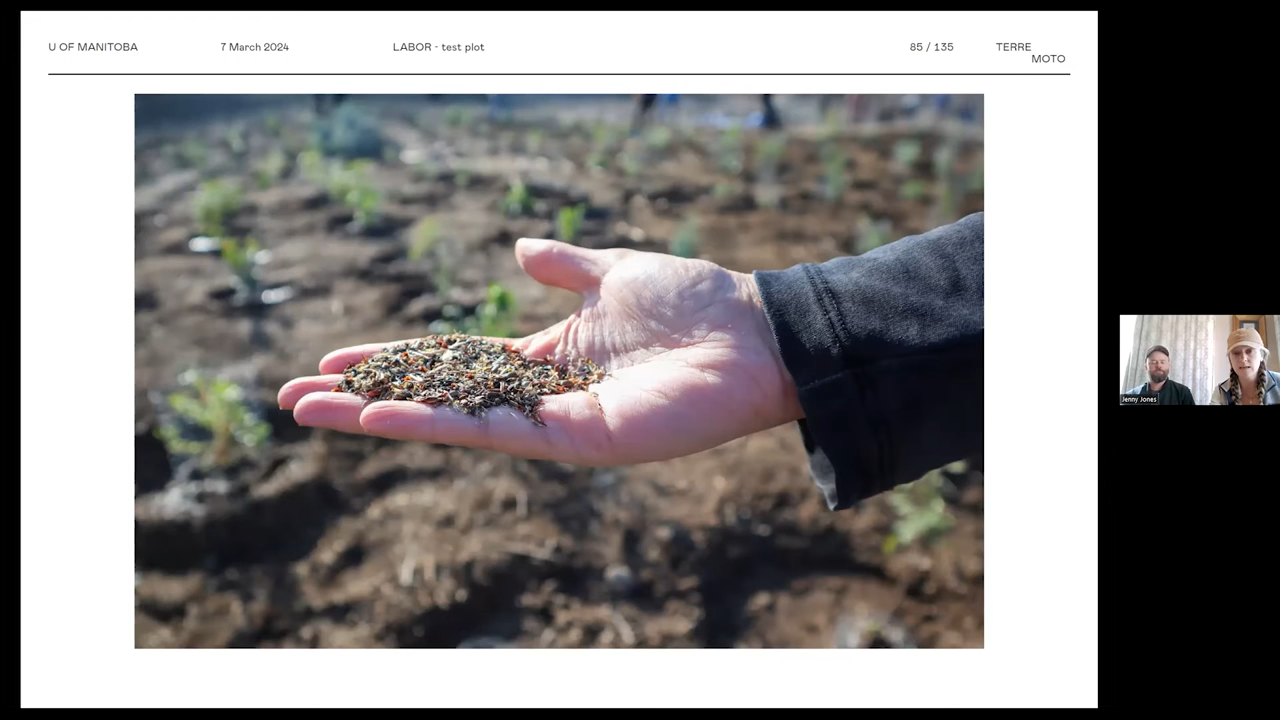 U OF MANITOBA
7 March 2024
LABOR - test plot
85 / 135
TERRE
MOTO
Jenny Jones